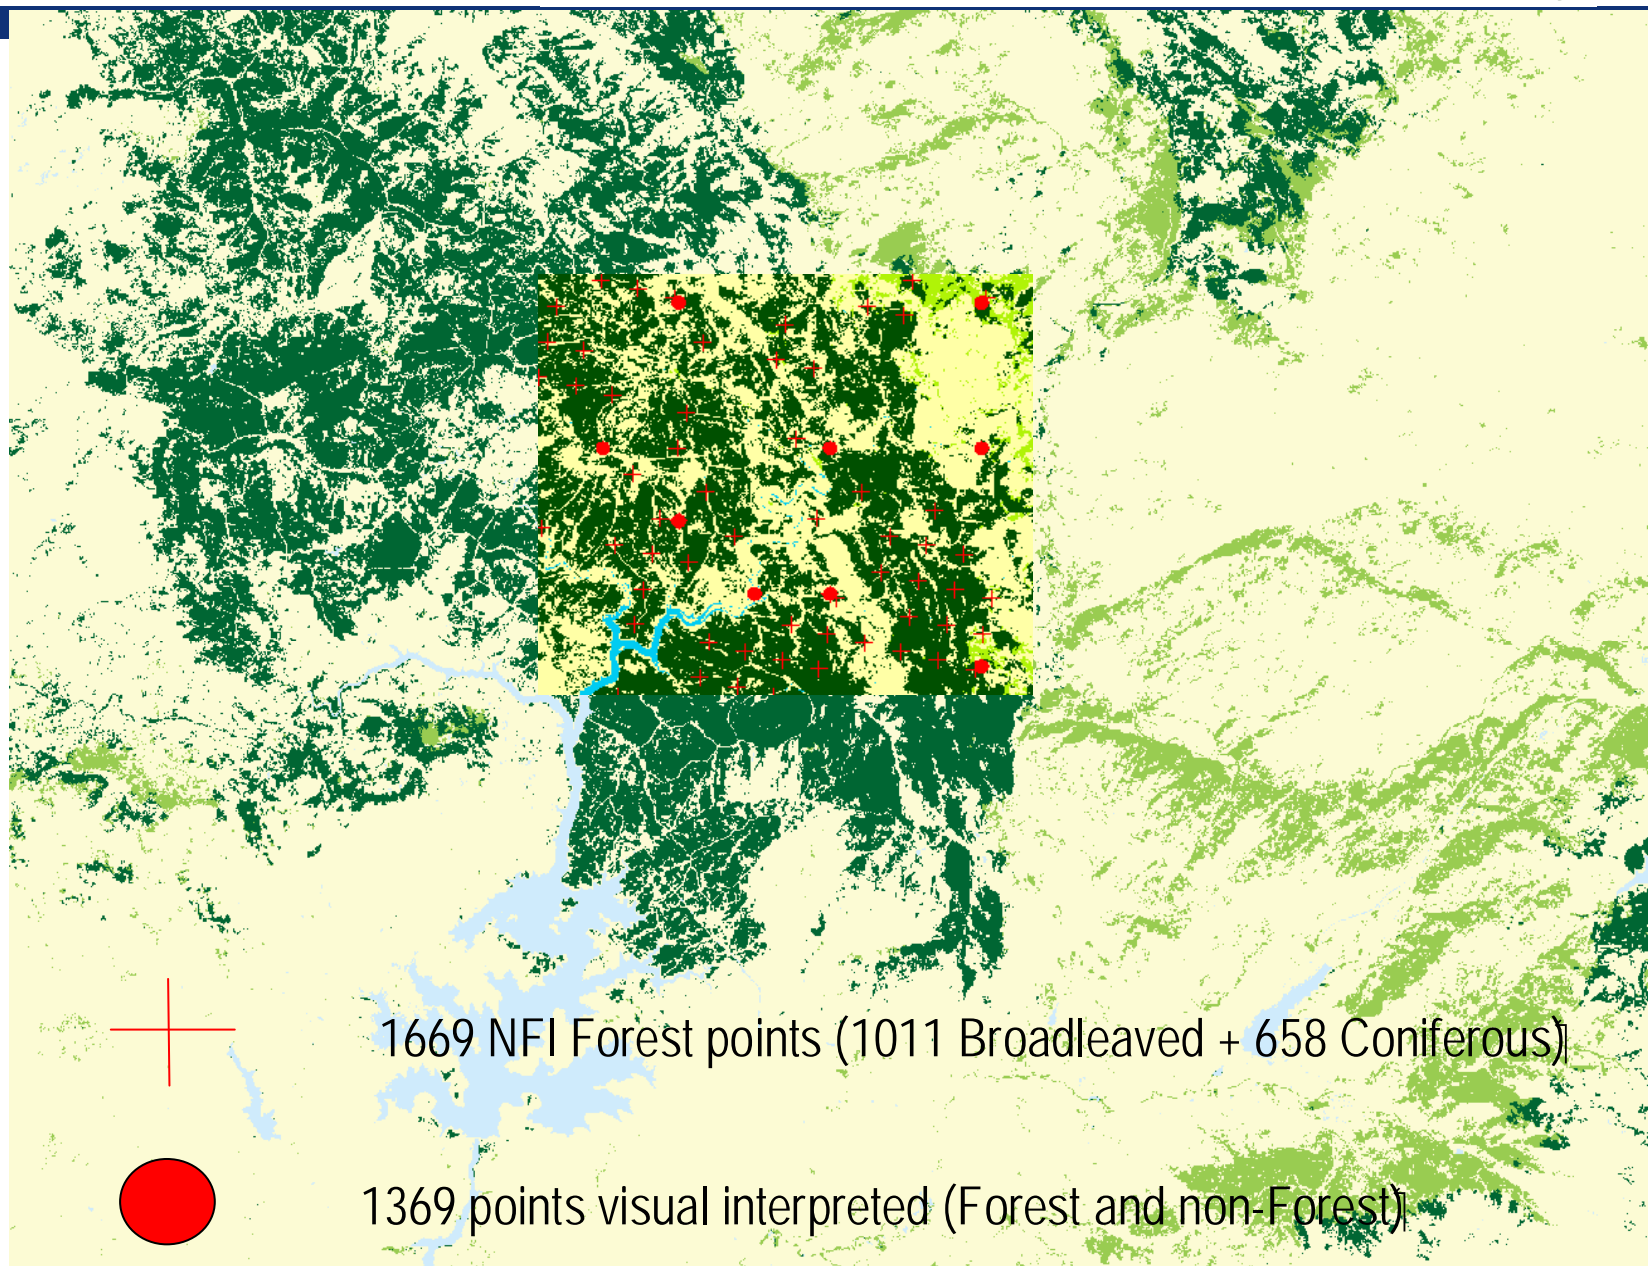 1669 NFI Forest points (1011 Broadleaved + 658 Coniferous)
1369 points visual interpreted (Forest and non-Forest)